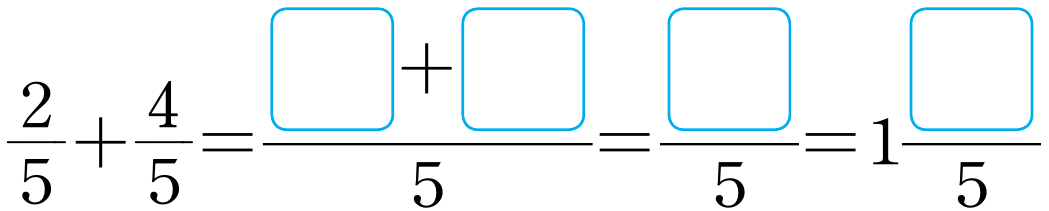 2/5 + 4/5 = (□ + □)/5 = □/5 = 1 □/5